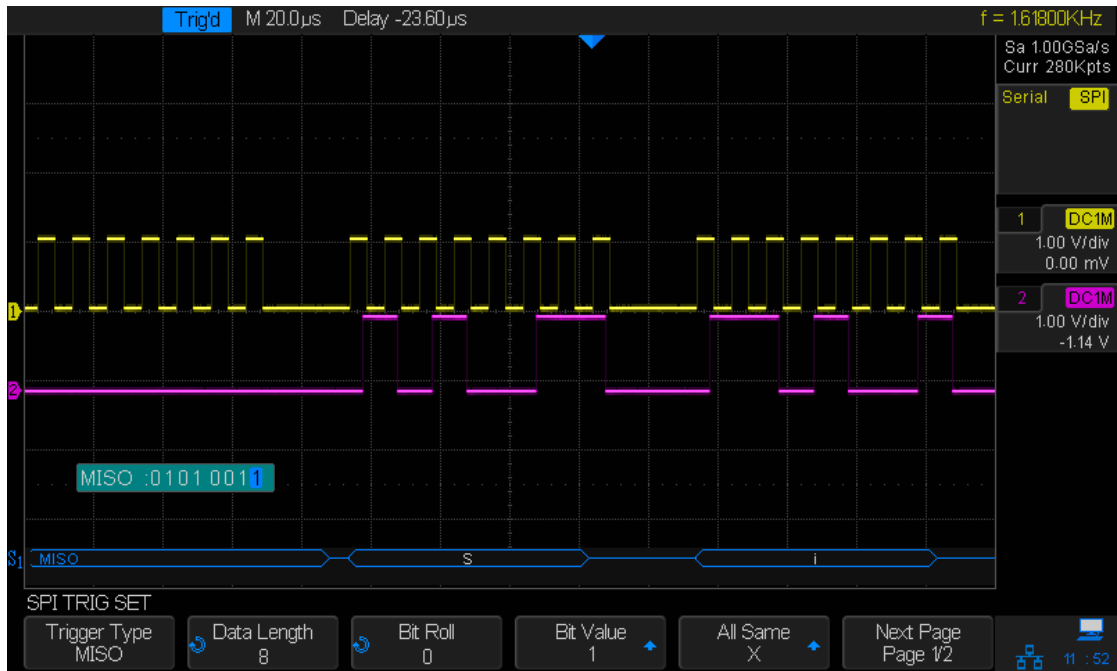 Trig'd M 20.0μs Delay -23.60μs f = 1.61800KHz
Sa 1.00GSa/s
Curr 280Kpts
Serial SPI
1 DC1M
1.00 V/div
0.00 mV
2 DC1M
1.00 V/div
-1.14 V
1
2
MISO :0101 0011
S1 MISO S i
SPI TRIG SET
Trigger Type
MISO
Data Length
8
Bit Roll
0
Bit Value
1
All Same
X
Next Page
Page 1/2
11 : 52